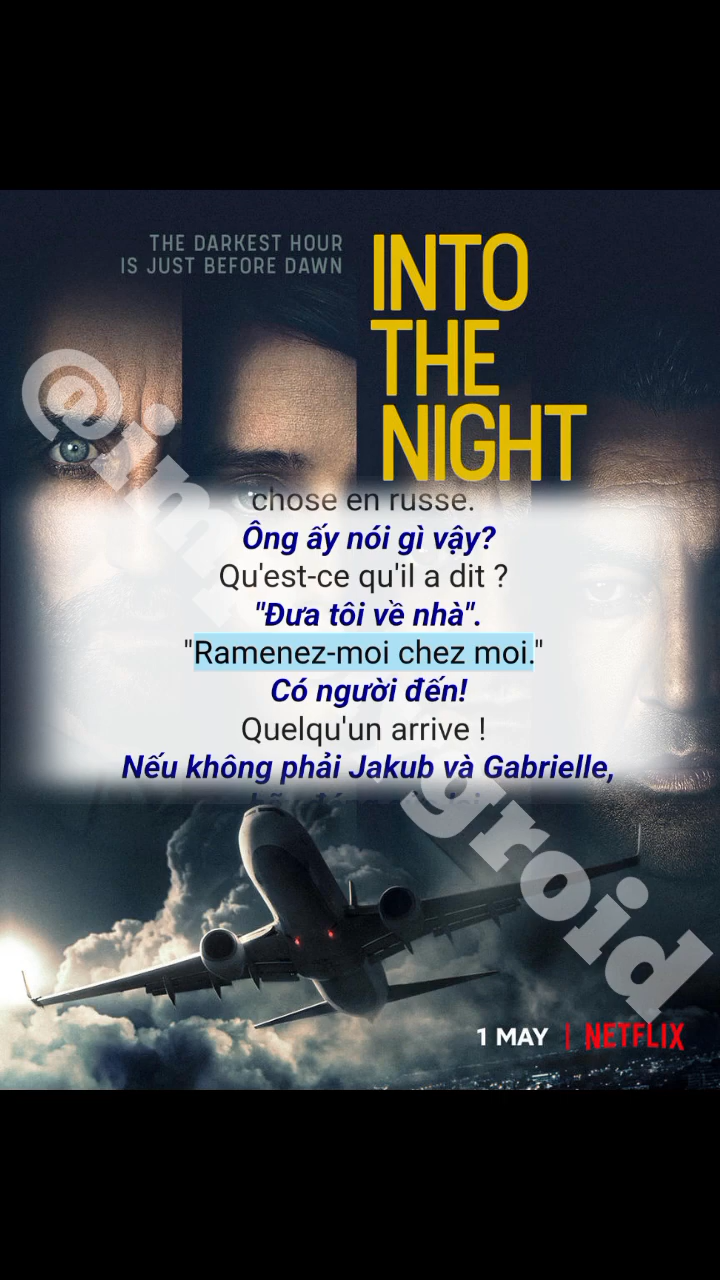 THE DARKEST HOUR
IS JUST BEFORE DAWN
INTO
THE
NIGHT
chose en russe.
Ông ấy nói gì vậy?
Qu'est-ce qu'il a dit ?
"Đưa tôi về nhà".
"Ramenez-moi chez moi."
Có người đến!
Quelqu'un arrive !
Nếu không phải Jakub và Gabrielle,
1 MAY | NETFLIX